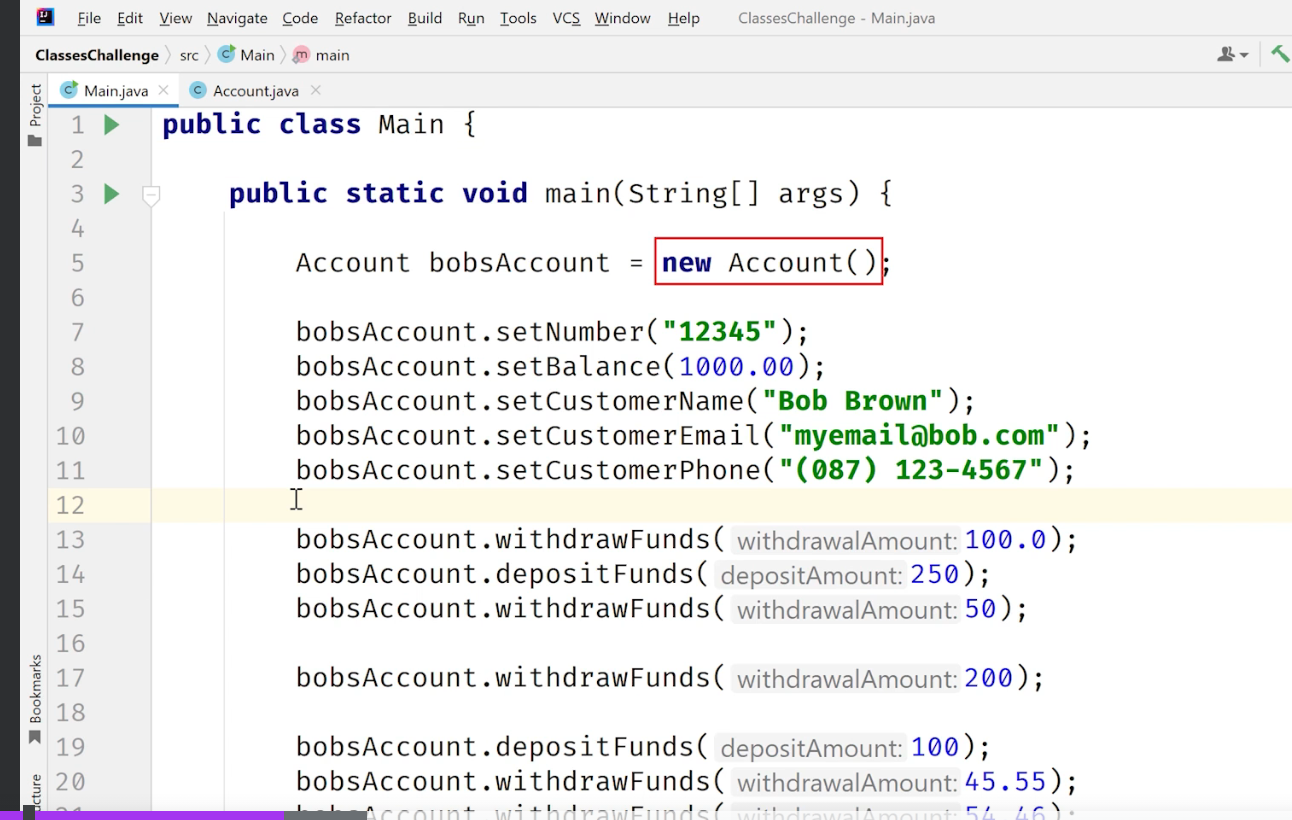 File Edit View Navigate Code Refactor Build Run Tools VCS Window Help ClassesChallenge - Main.java
ClassesChallenge src Main main
Project
Main.java Account.java
1 public class Main {
2
3 public static void main(String[] args) {
4
5 Account bobsAccount = new Account();
6
7 bobsAccount.setNumber("12345");
8 bobsAccount.setBalance(1000.00);
9 bobsAccount.setCustomerName("Bob Brown");
10 bobsAccount.setCustomerEmail("myemail@bob.com");
11 bobsAccount.setCustomerPhone("(087) 123-4567");
12
13 bobsAccount.withdrawFunds( withdrawalAmount: 100.0);
14 bobsAccount.depositFunds( depositAmount: 250);
15 bobsAccount.withdrawFunds( withdrawalAmount: 50);
16
17 bobsAccount.withdrawFunds( withdrawalAmount: 200);
18
Bookmarks
19 bobsAccount.depositFunds( depositAmount: 100);
20 bobsAccount.withdrawFunds( withdrawalAmount: 45.55);
21 bobsAccount.withdrawFunds( withdrawalAmount: 54.46);